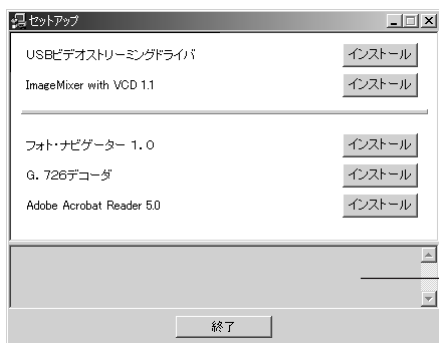 セットアップ
USBビデオストリーミングドライバ インストール
ImageMixer with VCD 1.1 インストール
フォト・ナビゲーター 1.0 インストール
G. 726デコーダ インストール
Adobe Acrobat Reader 5.0 インストール
終了